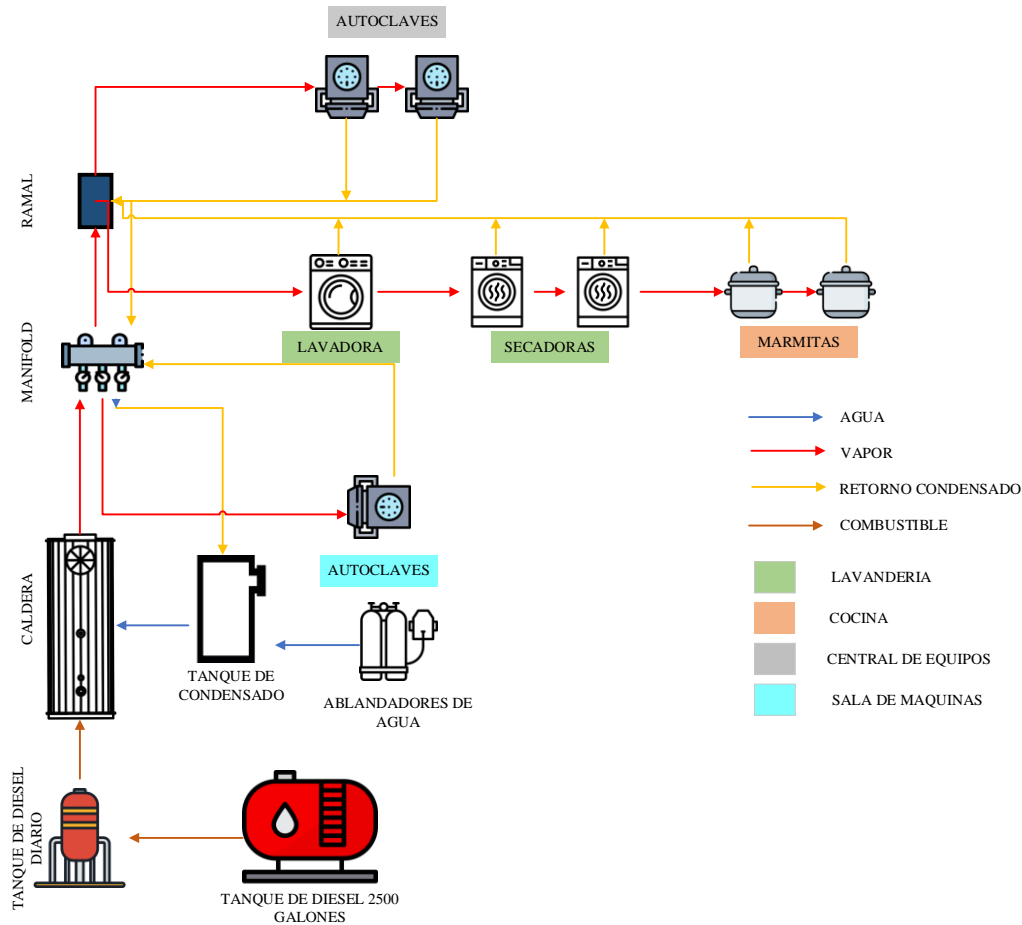 AUTOCLAVES
RAMAL
LAVADORA
SECADORAS
MARMITAS
MANIFOLD
AGUA
VAPOR
RETORNO CONDENSADO
COMBUSTIBLE
AUTOCLAVES
CALDERA
TANQUE DE
CONDENSADO
ABLANDADORES DE
AGUA
LAVANDERIA
COCINA
CENTRAL DE EQUIPOS
SALA DE MAQUINAS
TANQUE DE DIESEL
DIARIO
TANQUE DE DIESEL 2500
GALONES